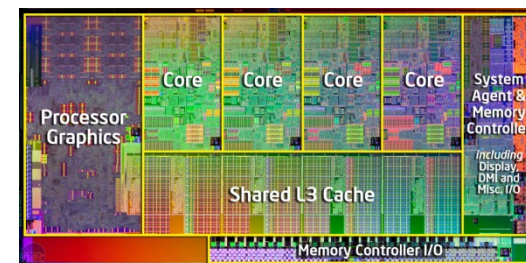 Processor
Graphics
Core
Core
Core
Core
System
Agent &
Memory
Controller
including
Display,
DMI and
Misc. I/O
Shared L3 Cache
Memory Controller I/O